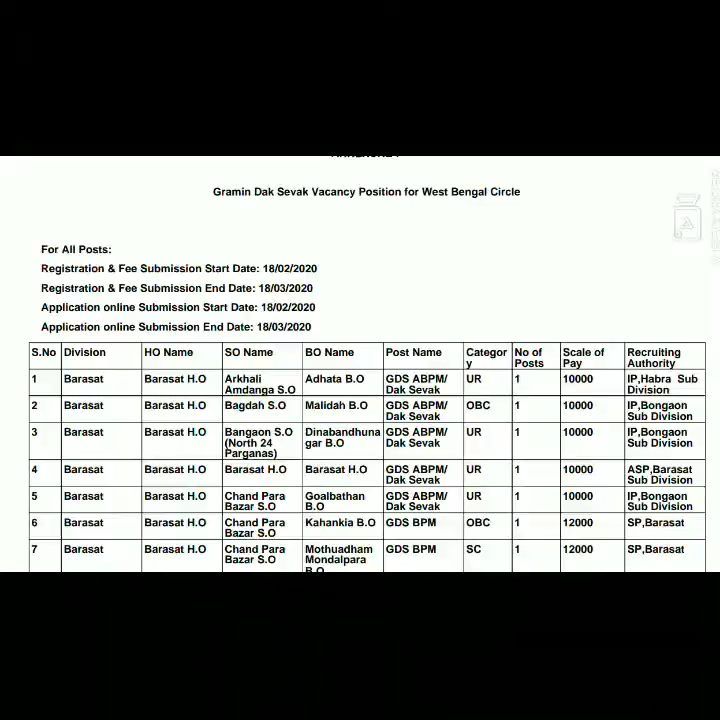 Gramin Dak Sevak Vacancy Position for West Bengal Circle
For All Posts:
Registration & Fee Submission Start Date: 18/02/2020
Registration & Fee Submission End Date: 18/03/2020
Application online Submission Start Date: 18/02/2020
Application online Submission End Date: 18/03/2020
S.No Division HO Name SO Name BO Name Post Name Categor No of Scale of Recruiting
y Posts Pay Authority
1 Barasat Barasat H.O Arkhali Adhata B.O GDS ABPM/ UR 1 10000 IP,Habra Sub
Amdanga S.O Dak Sevak Division
2 Barasat Barasat H.O Bagdah S.O Malidah B.O GDS ABPM/ OBC 1 10000 IP,Bongaon
Dak Sevak Sub Division
3 Barasat Barasat H.O Bangaon S.O Dinabandhuna GDS ABPM/ UR 1 10000 IP,Bongaon
(North 24 gar B.O Dak Sevak Sub Division
Parganas)
4 Barasat Barasat H.O Barasat H.O Barasat H.O GDS ABPM/ UR 1 10000 ASP,Barasat
Dak Sevak Sub Division
5 Barasat Barasat H.O Chand Para Goalbathan GDS ABPM/ UR 1 10000 IP,Bongaon
Bazar S.O B.O Dak Sevak Sub Division
6 Barasat Barasat H.O Chand Para Kahankia B.O GDS BPM OBC 1 12000 SP,Barasat
Bazar S.O
7 Barasat Barasat H.O Chand Para Mothuadham GDS BPM SC 1 12000 SP,Barasat
Bazar S.O Mondalpara
B.O